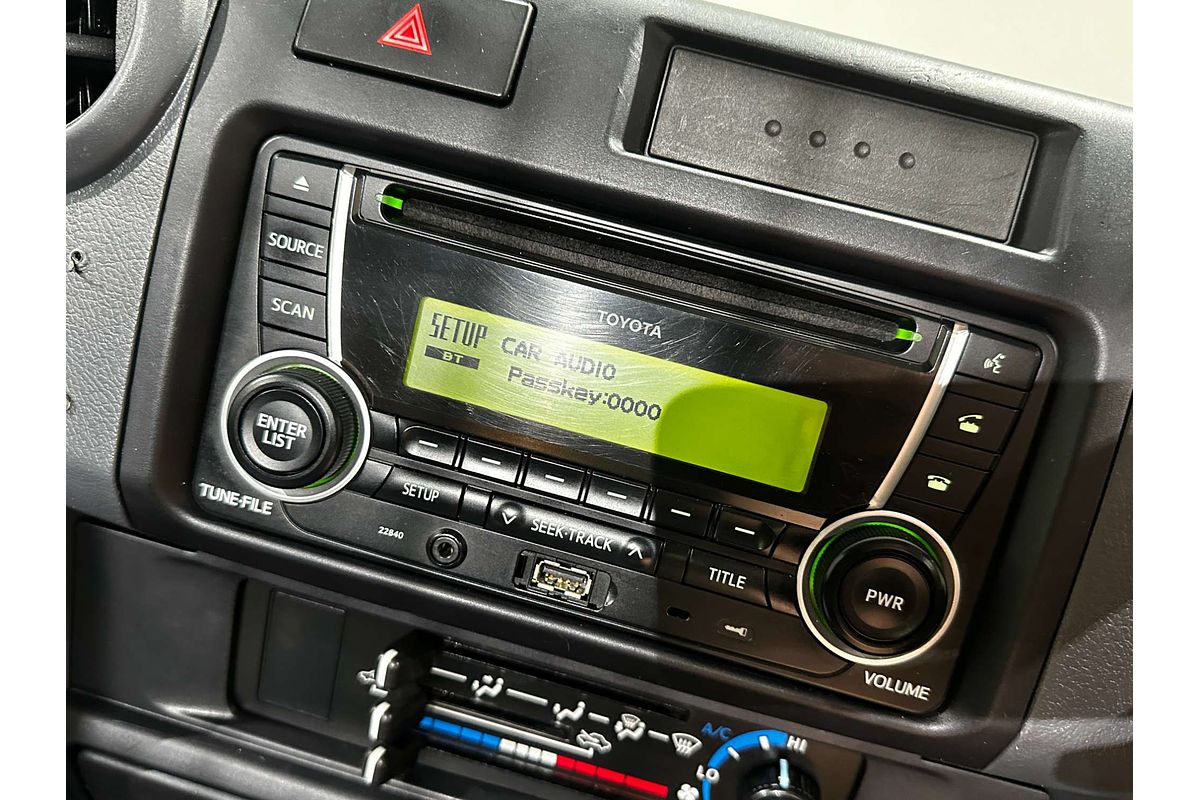 SOURCE
SCAN
TOYOTA
SETUP
BT
CAR AUDIO
Passkey:0000
ENTER
LIST
TUNE·FILE
SETUP
22840
SEEK·TRACK
TITLE
PWR
VOLUME
A/C
LO
HI